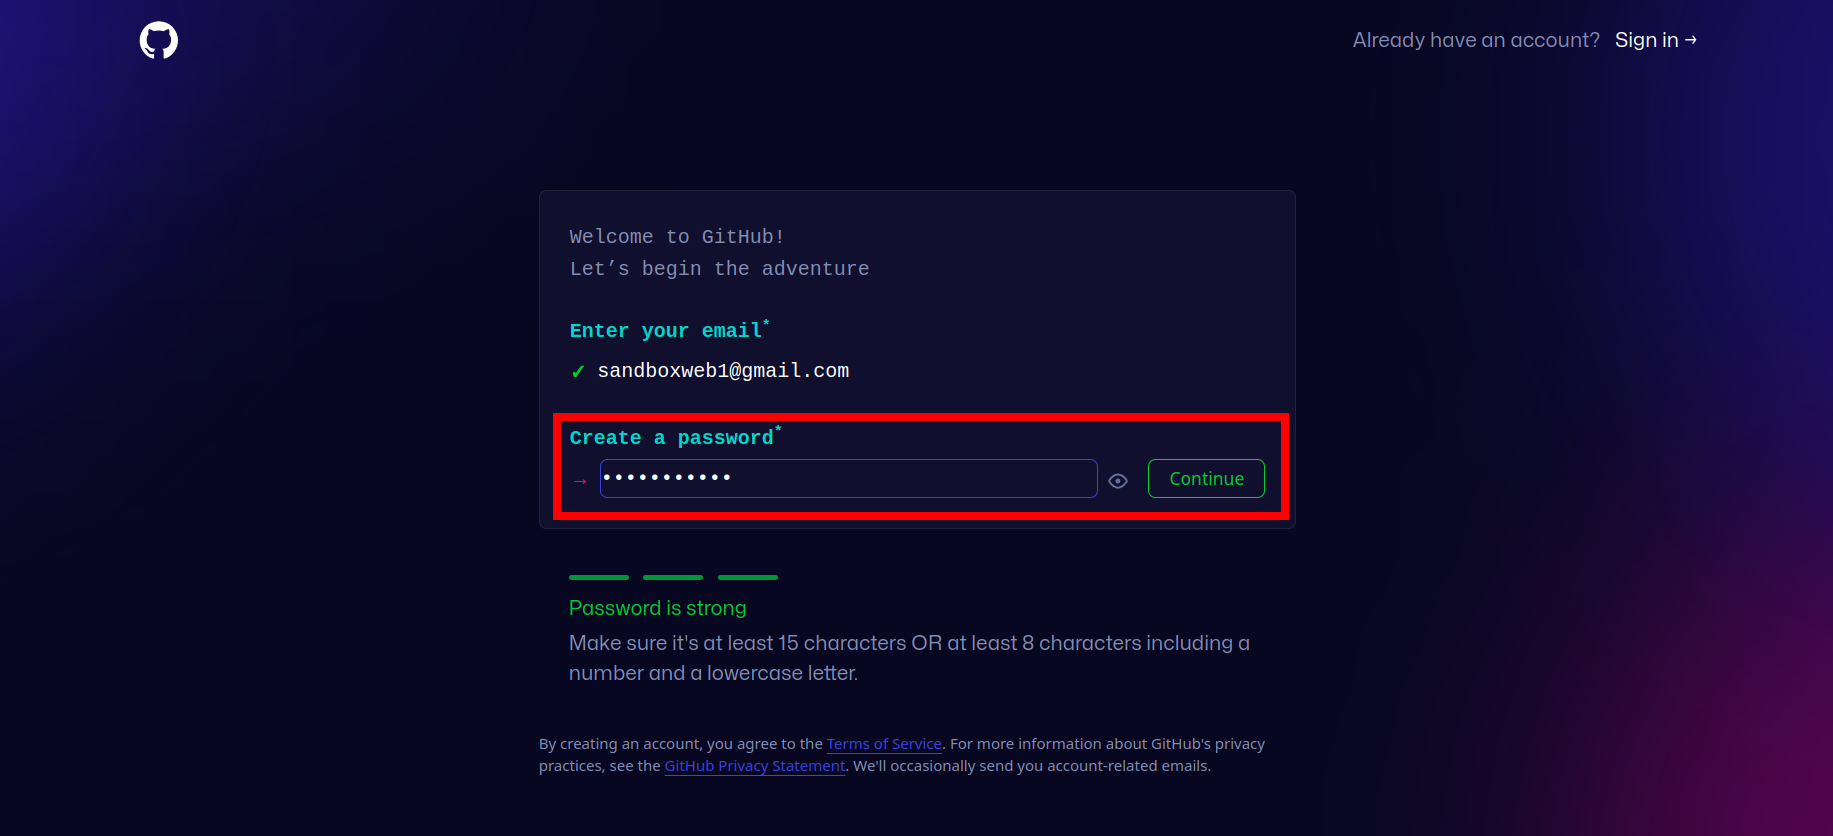 Already have an account? Sign in →
Welcome to GitHub!
Let’s begin the adventure
Enter your email*
✓ sandboxweb1@gmail.com
Create a password*
→ ••••••••••• Continue
Password is strong
Make sure it's at least 15 characters OR at least 8 characters including a
number and a lowercase letter.
By creating an account, you agree to the Terms of Service. For more information about GitHub's privacy
practices, see the GitHub Privacy Statement. We'll occasionally send you account-related emails.